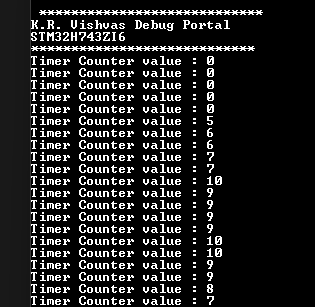 ******************************
K.R. Vishvas Debug Portal
STM32H743ZI6
******************************
Timer Counter value : 0
Timer Counter value : 0
Timer Counter value : 0
Timer Counter value : 0
Timer Counter value : 0
Timer Counter value : 5
Timer Counter value : 6
Timer Counter value : 6
Timer Counter value : 7
Timer Counter value : 7
Timer Counter value : 10
Timer Counter value : 9
Timer Counter value : 9
Timer Counter value : 9
Timer Counter value : 9
Timer Counter value : 10
Timer Counter value : 10
Timer Counter value : 9
Timer Counter value : 9
Timer Counter value : 8
Timer Counter value : 7